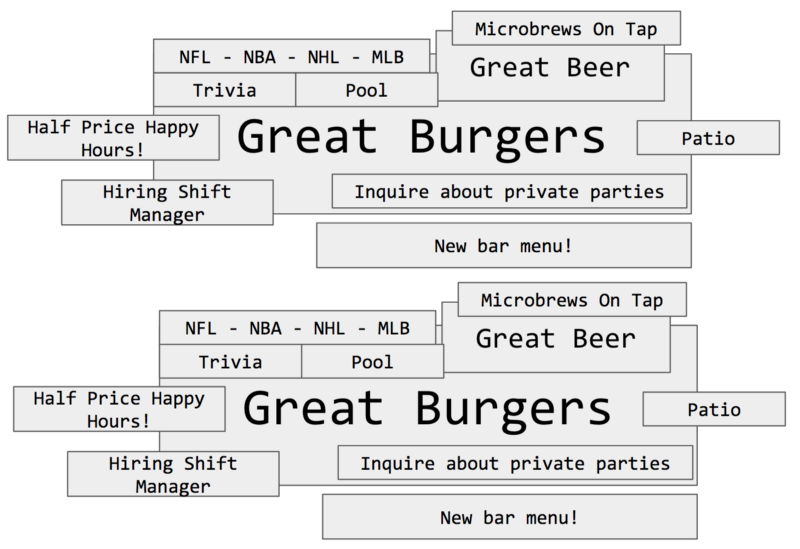 Microbrews On Tap
NFL - NBA - NHL - MLB
Great Beer
Trivia
Pool
Half Price Happy
Hours!
Great Burgers
Patio
Hiring Shift
Manager
Inquire about private parties
New bar menu!
Microbrews On Tap
NFL - NBA - NHL - MLB
Great Beer
Trivia
Pool
Half Price Happy
Hours!
Great Burgers
Patio
Hiring Shift
Manager
Inquire about private parties
New bar menu!